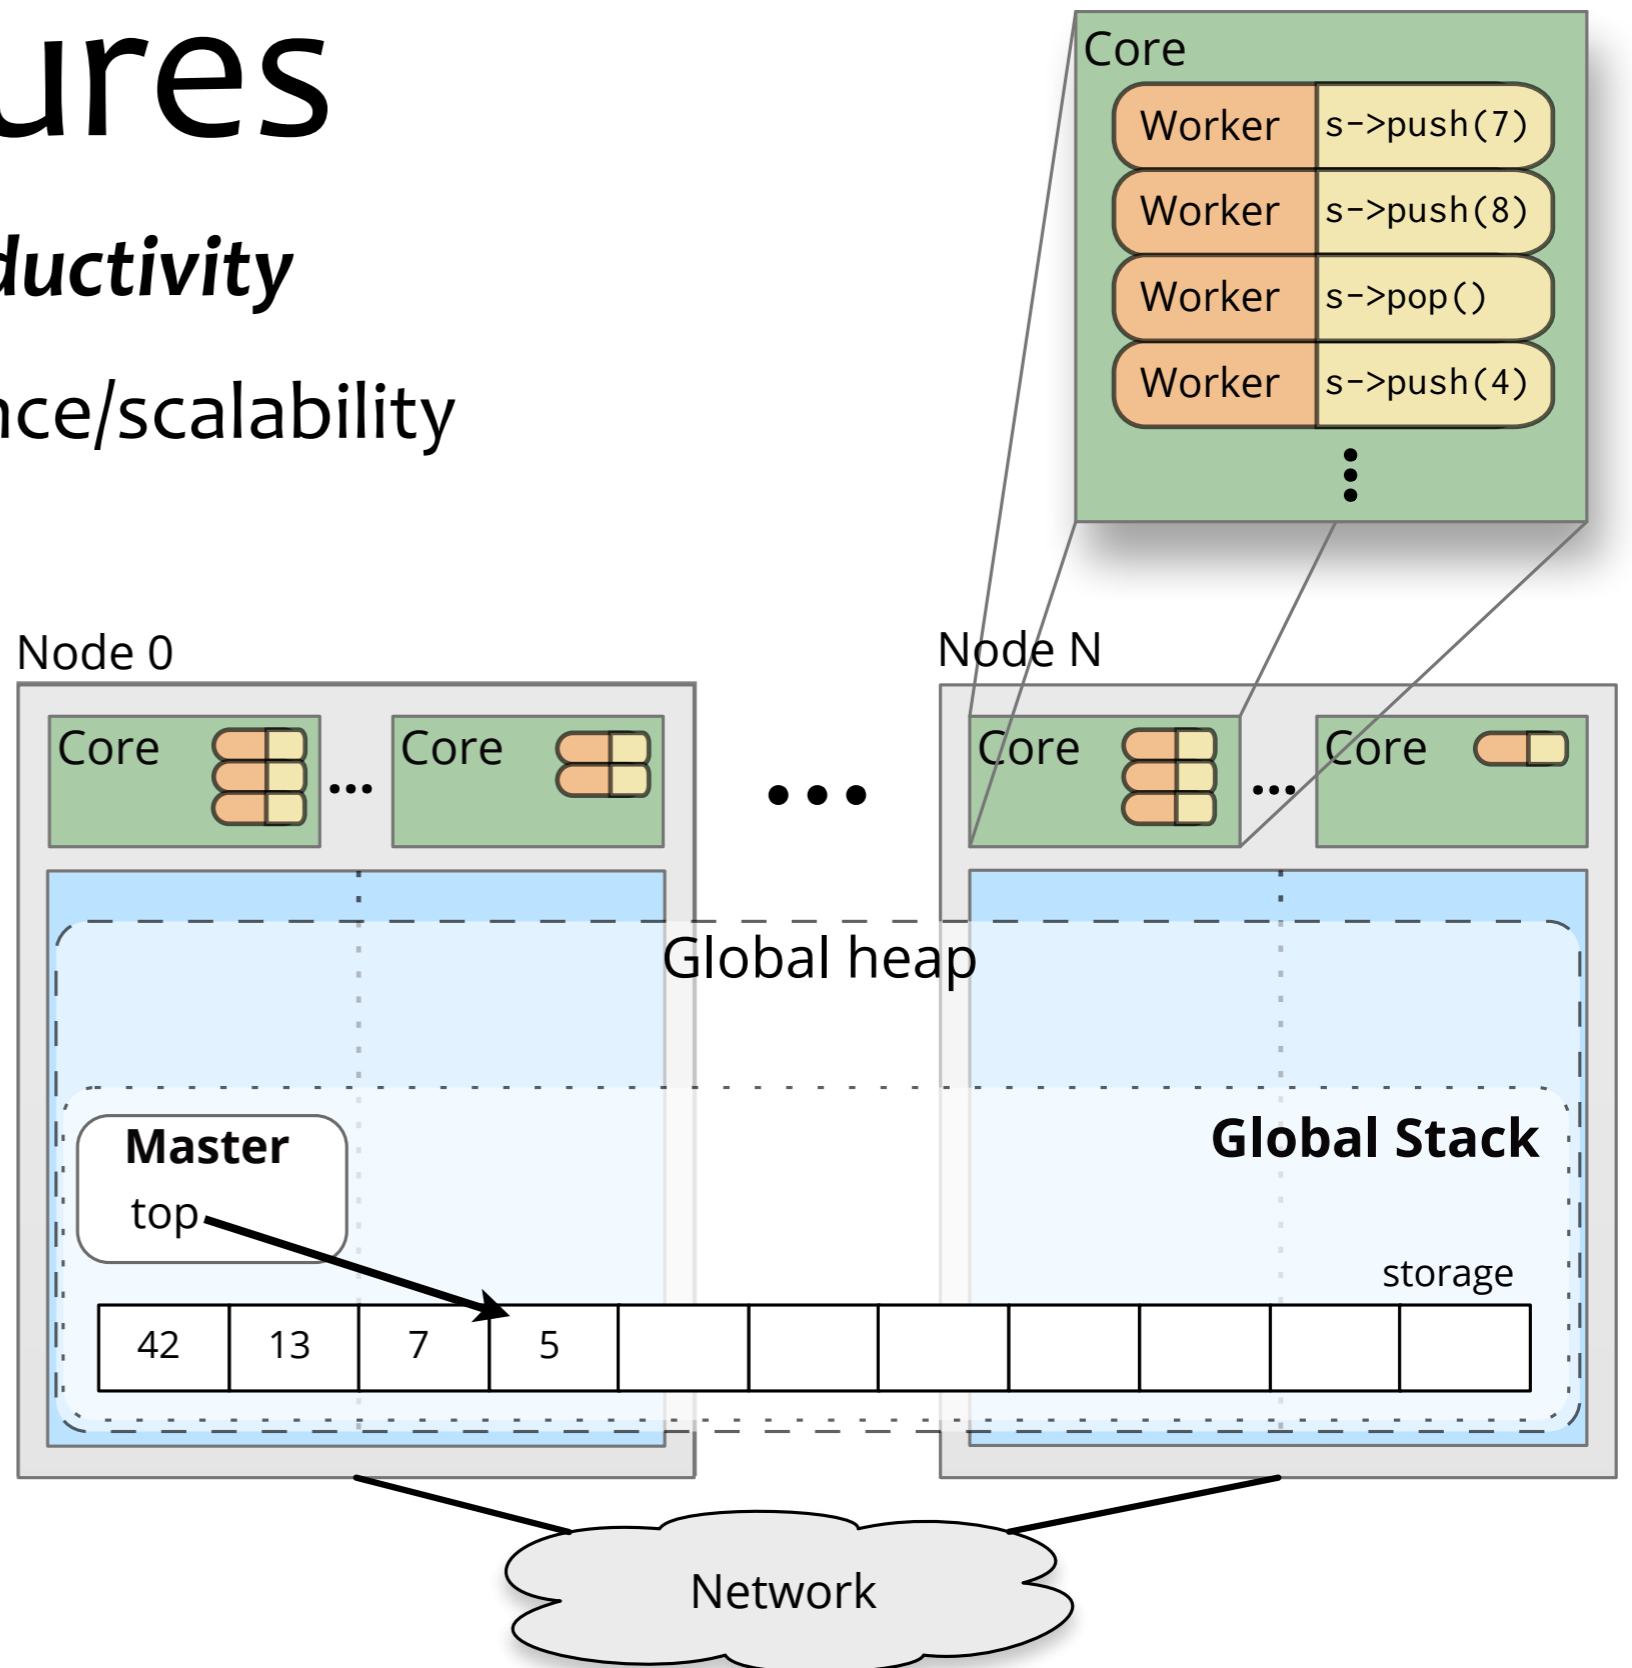 ures
ductivity
nce/scalability
Core
Worker s->push(7)
Worker s->push(8)
Worker s->pop()
Worker s->push(4)
Node 0
Node N
Core
...
Core
...
Core
...
Core
Global heap
Master
top
Global Stack
storage
42 13 7 5
Network